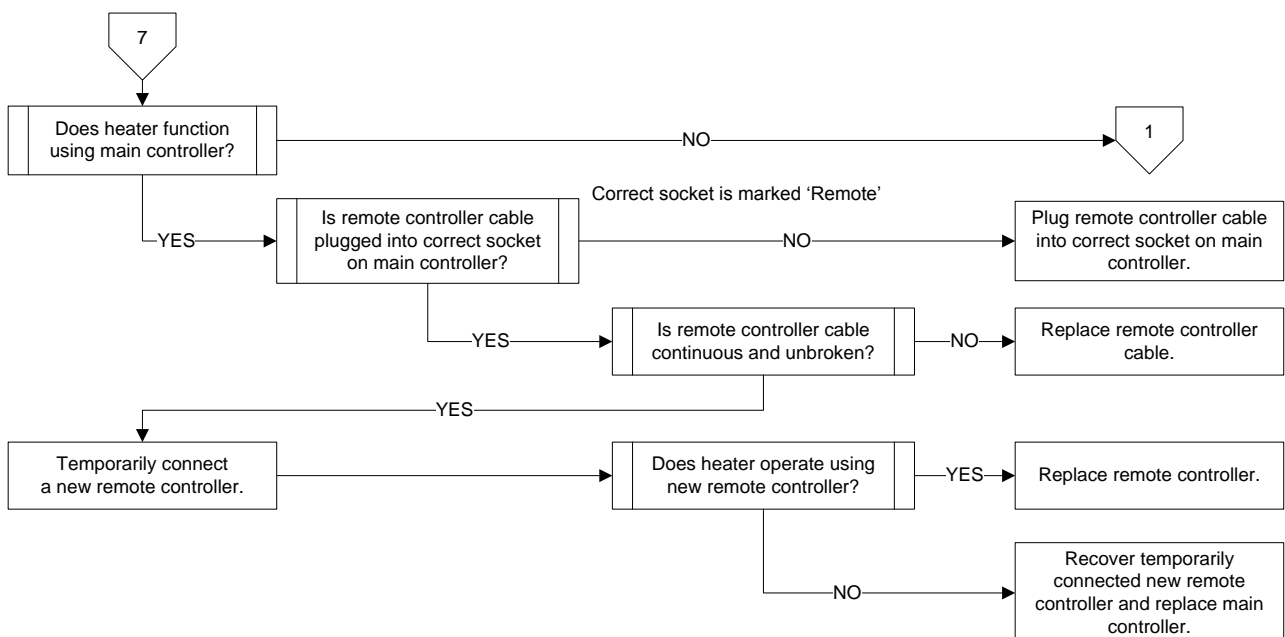 7
Does heater function
using main controller?
NO
1
YES
Correct socket is marked ‘Remote’
Is remote controller cable
plugged into correct socket
on main controller?
NO
Plug remote controller cable
into correct socket on main
controller.
YES
Is remote controller cable
continuous and unbroken?
NO
Replace remote controller
cable.
YES
Temporarily connect
a new remote controller.
Does heater operate using
new remote controller?
YES
Replace remote controller.
NO
Recover temporarily
connected new remote
controller and replace main
controller.